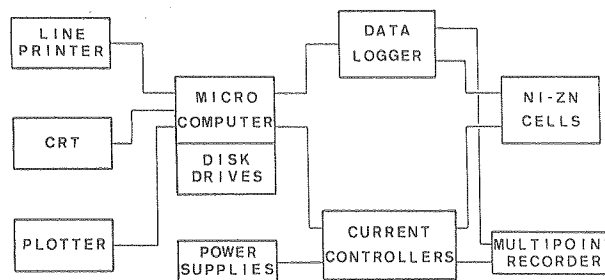 LINE
PRINTER
CRT
PLOTTER
MICRO
COMPUTER
DISK
DRIVES
POWER
SUPPLIES
DATA
LOGGER
CURRENT
CONTROLLERS
NI-ZN
CELLS
MULTIPOINT
RECORDER